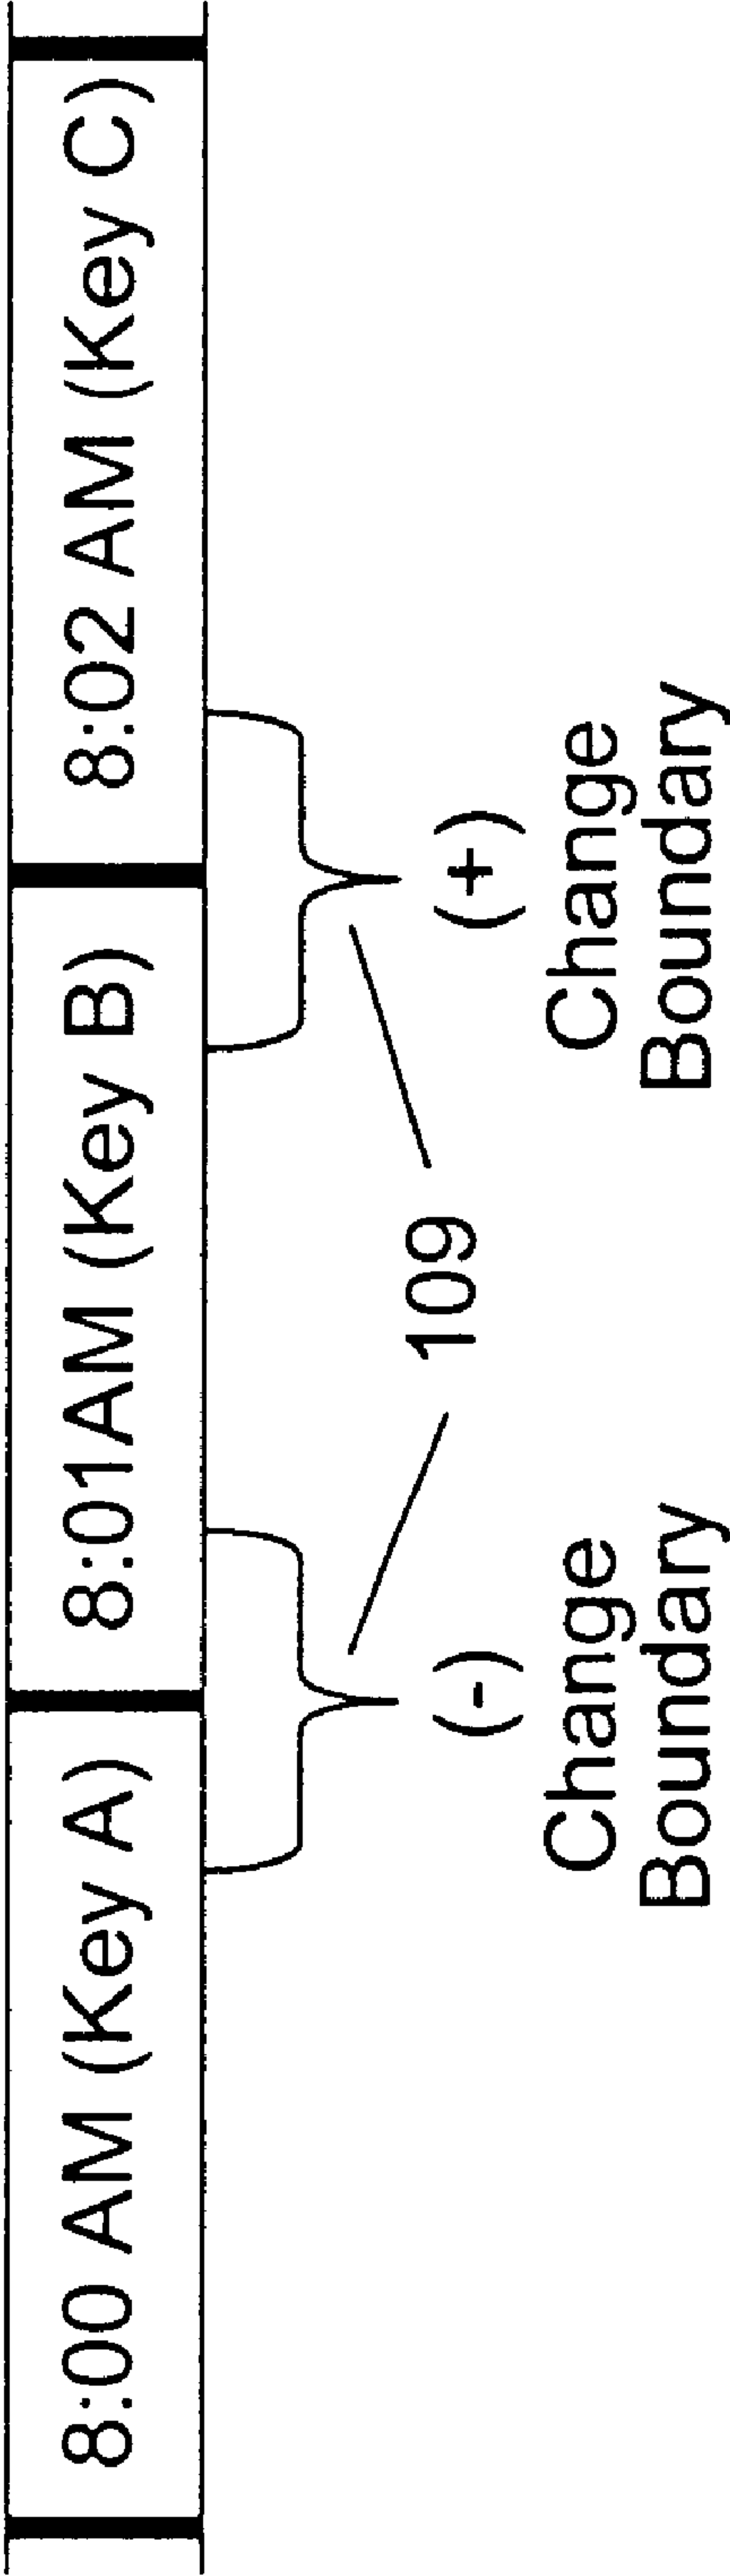 8:00 AM (Key A)
8:01AM (Key B)
8:02 AM (Key C)
109
(-)
Change
Boundary
(+)
Change
Boundary